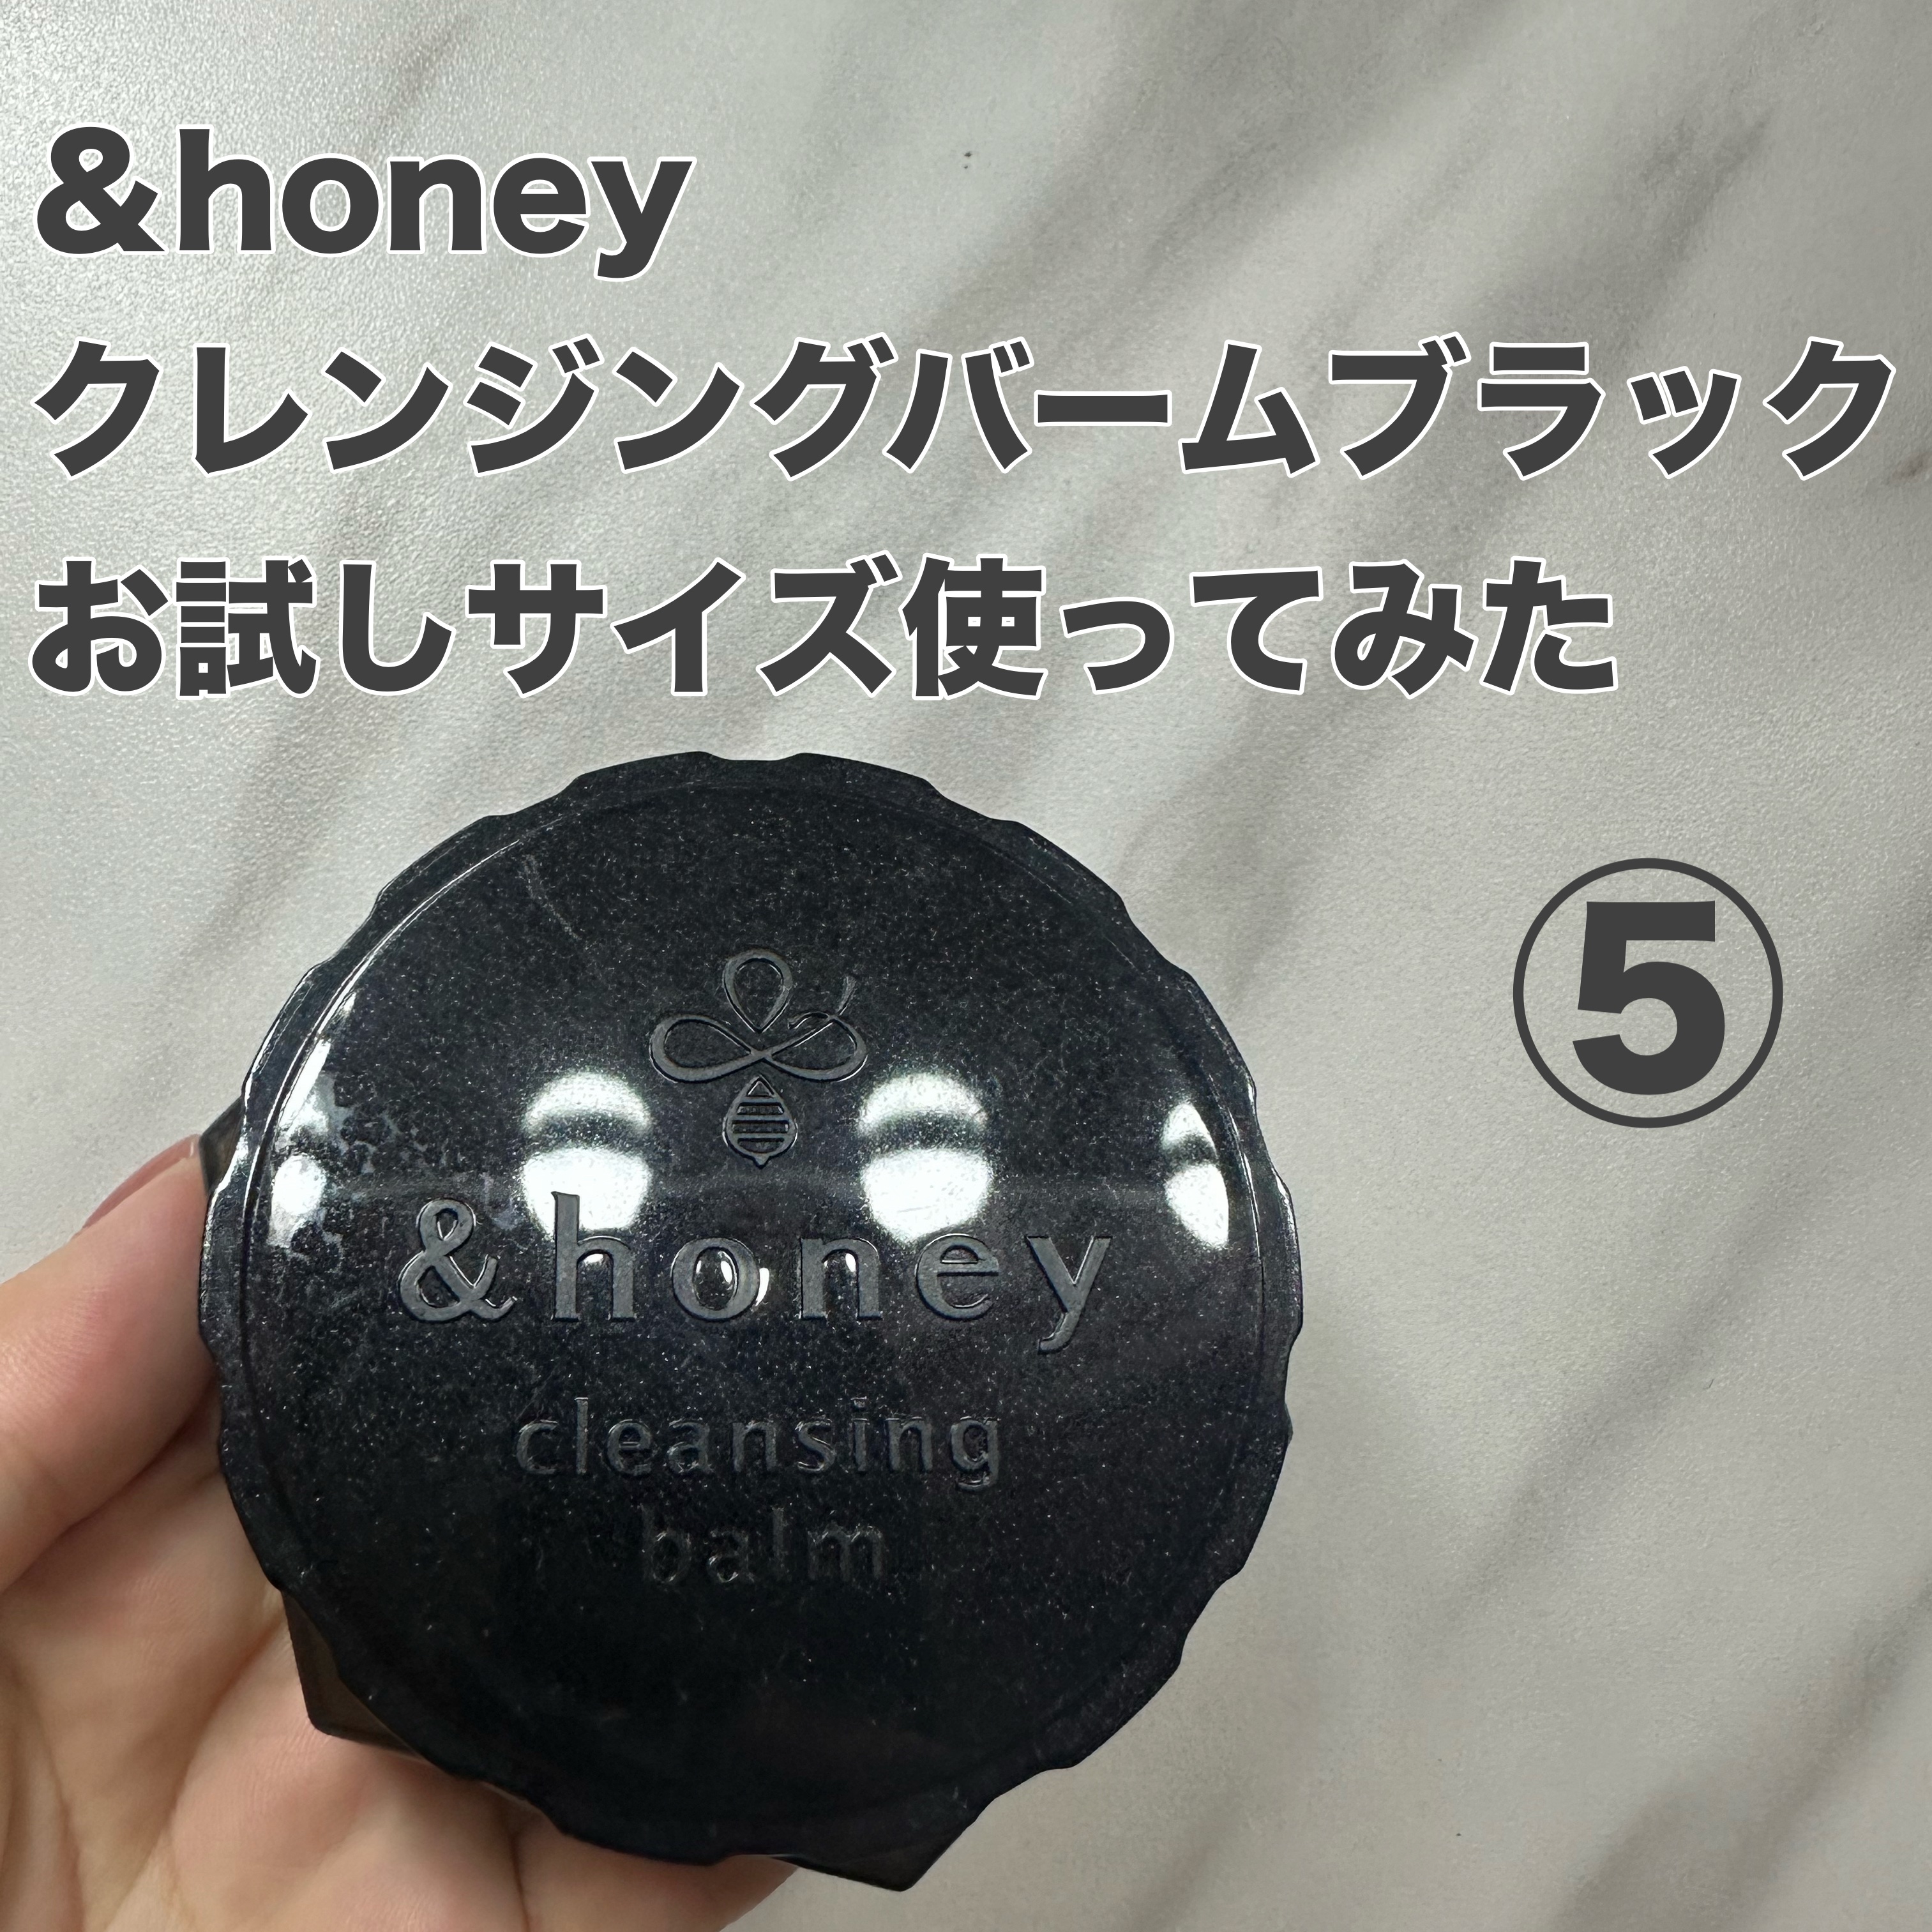 &honey
クレンジングバームブラック
お試しサイズ使ってみた
⑤
&honey
cleansing
balm